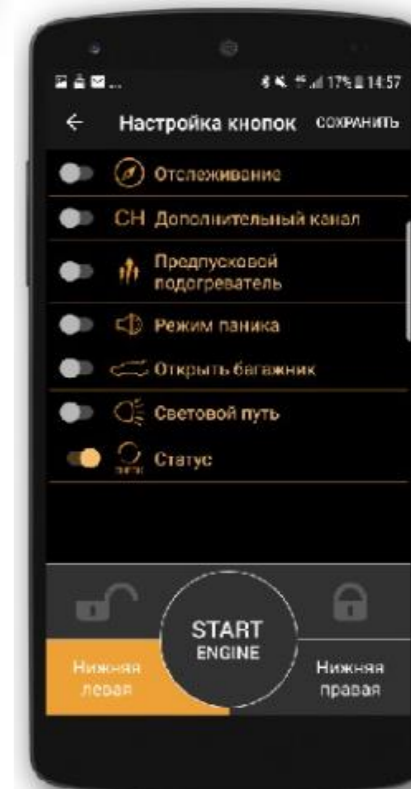 ... 17% 14:57
← Настройка кнопок СОХРАНИТЬ
Отслеживание
CH Дополнительный канал
Предпусковой
подогреватель
Режим паника
Открыть багажник
Световой путь
Статус
START
ENGINE
Нижняя
левая
Нижняя
правая